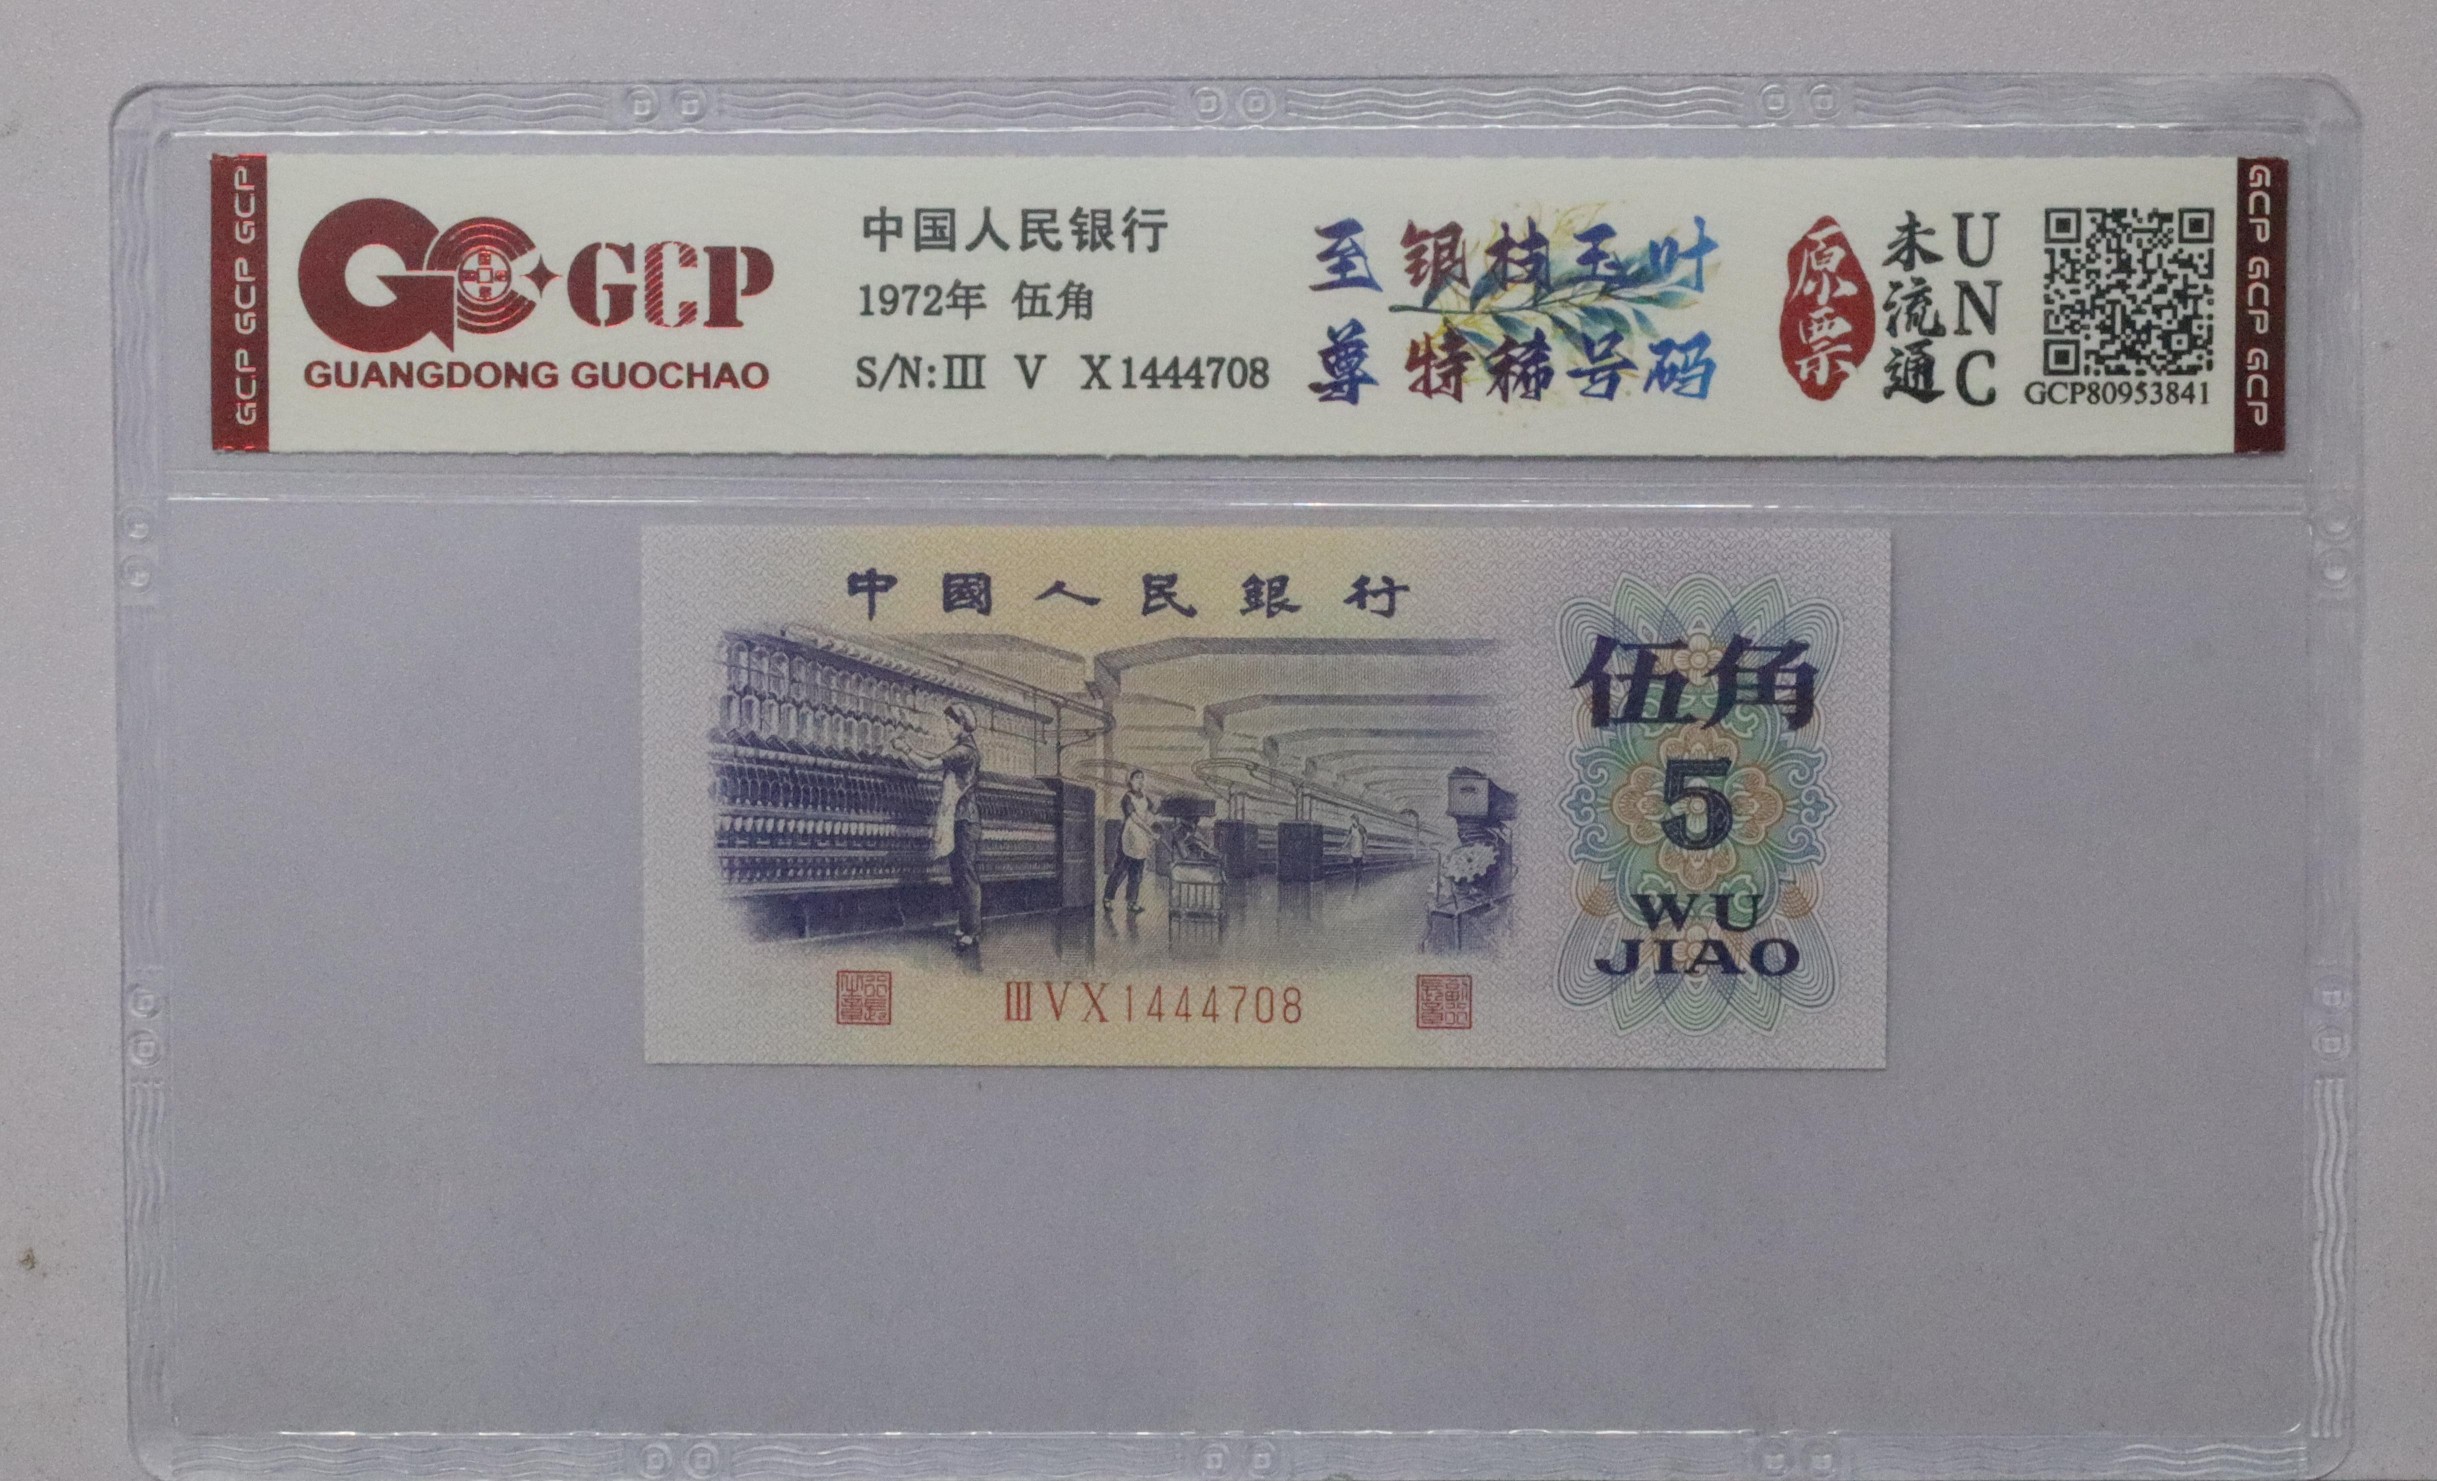 GCP GCP GCP
GCP
GUANGDONG GUOCHAO
中国人民银行
1972年 伍角
S/N:Ⅲ Ⅴ Ⅹ1444708
至尊
银枝玉叶
特稀号码
原票
未流通
UNC
GCP80953841
GCP GCP GCP
中國人民銀行
伍角
5
WU
JIAO
ⅢⅤⅩ1444708